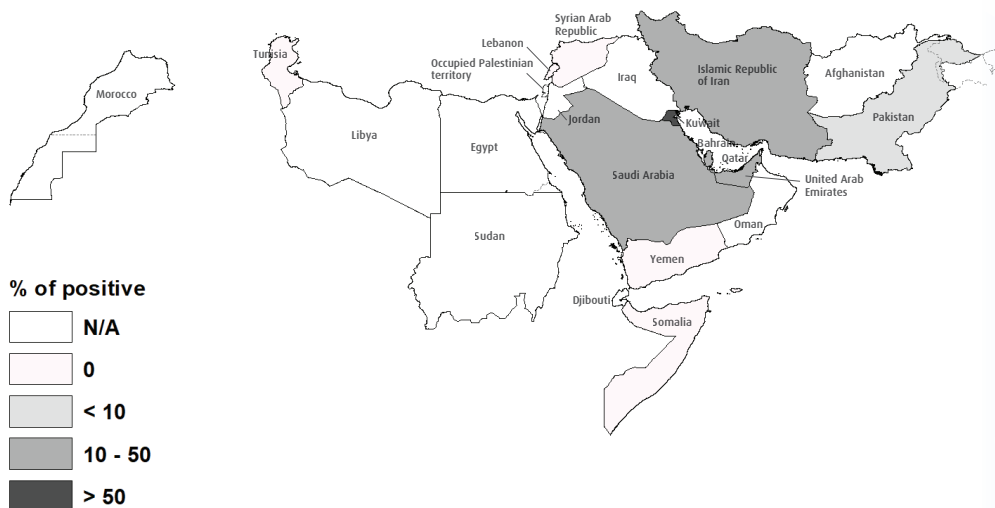 Syrian Arab
Republic
Tunisia
Lebanon
Occupied Palestinian
territory
Iraq
Islamic Republic
of Iran
Afghanistan
Morocco
Libya
Egypt
Jordan
Kuwait
Pakistan
Bahrain
Qatar
Saudi Arabia
United Arab
Emirates
Sudan
Oman
Yemen
Djibouti
Somalia
% of positive
N/A
0
< 10
10 - 50
> 50